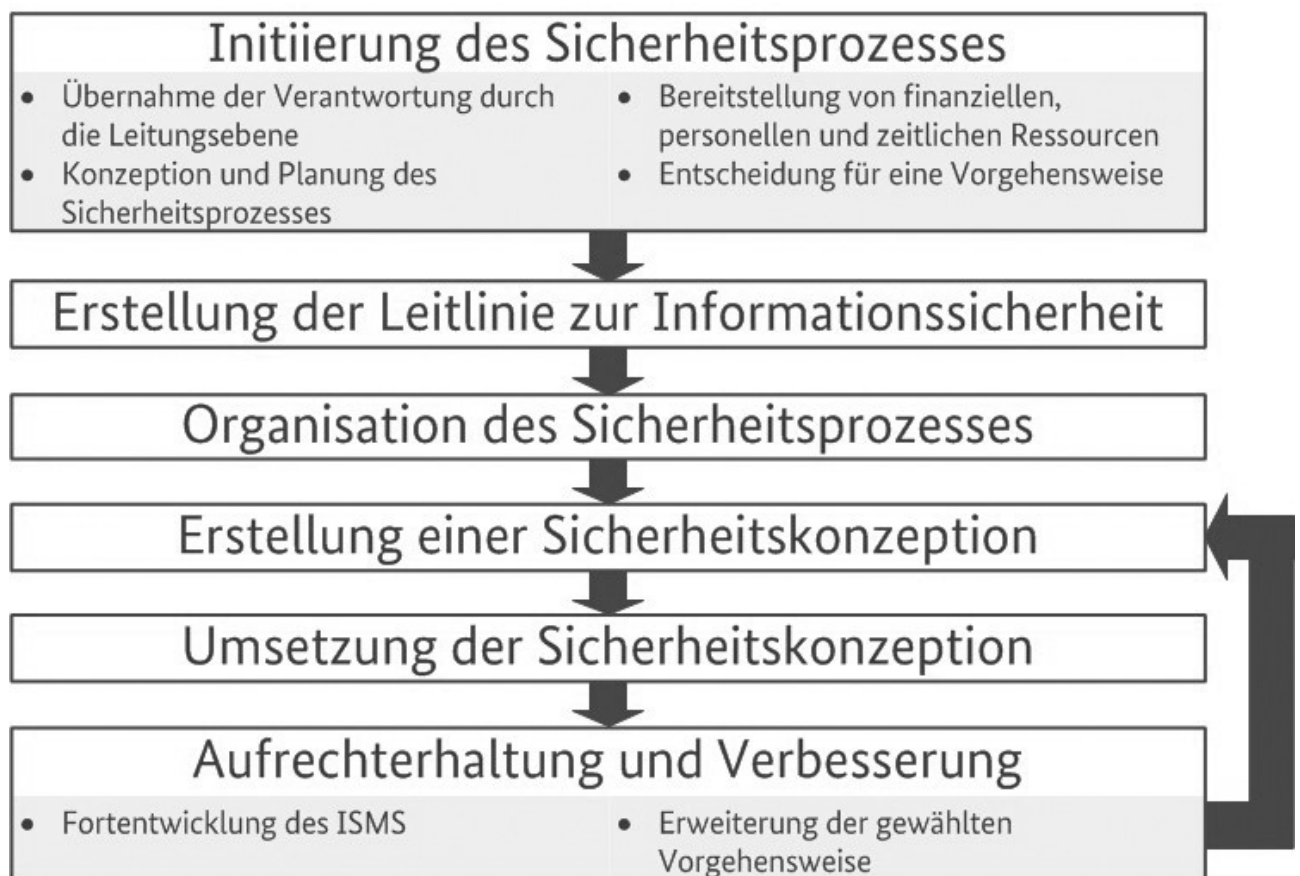 Initiierung des Sicherheitsprozesses
• Übernahme der Verantwortung durch
die Leitungsebene
• Konzeption und Planung des
Sicherheitsprozesses
• Bereitstellung von finanziellen,
personellen und zeitlichen Ressourcen
• Entscheidung für eine Vorgehensweise
Erstellung der Leitlinie zur Informationssicherheit
Organisation des Sicherheitsprozesses
Erstellung einer Sicherheitskonzeption
Umsetzung der Sicherheitskonzeption
Aufrechterhaltung und Verbesserung
• Fortentwicklung des ISMS
• Erweiterung der gewählten
Vorgehensweise